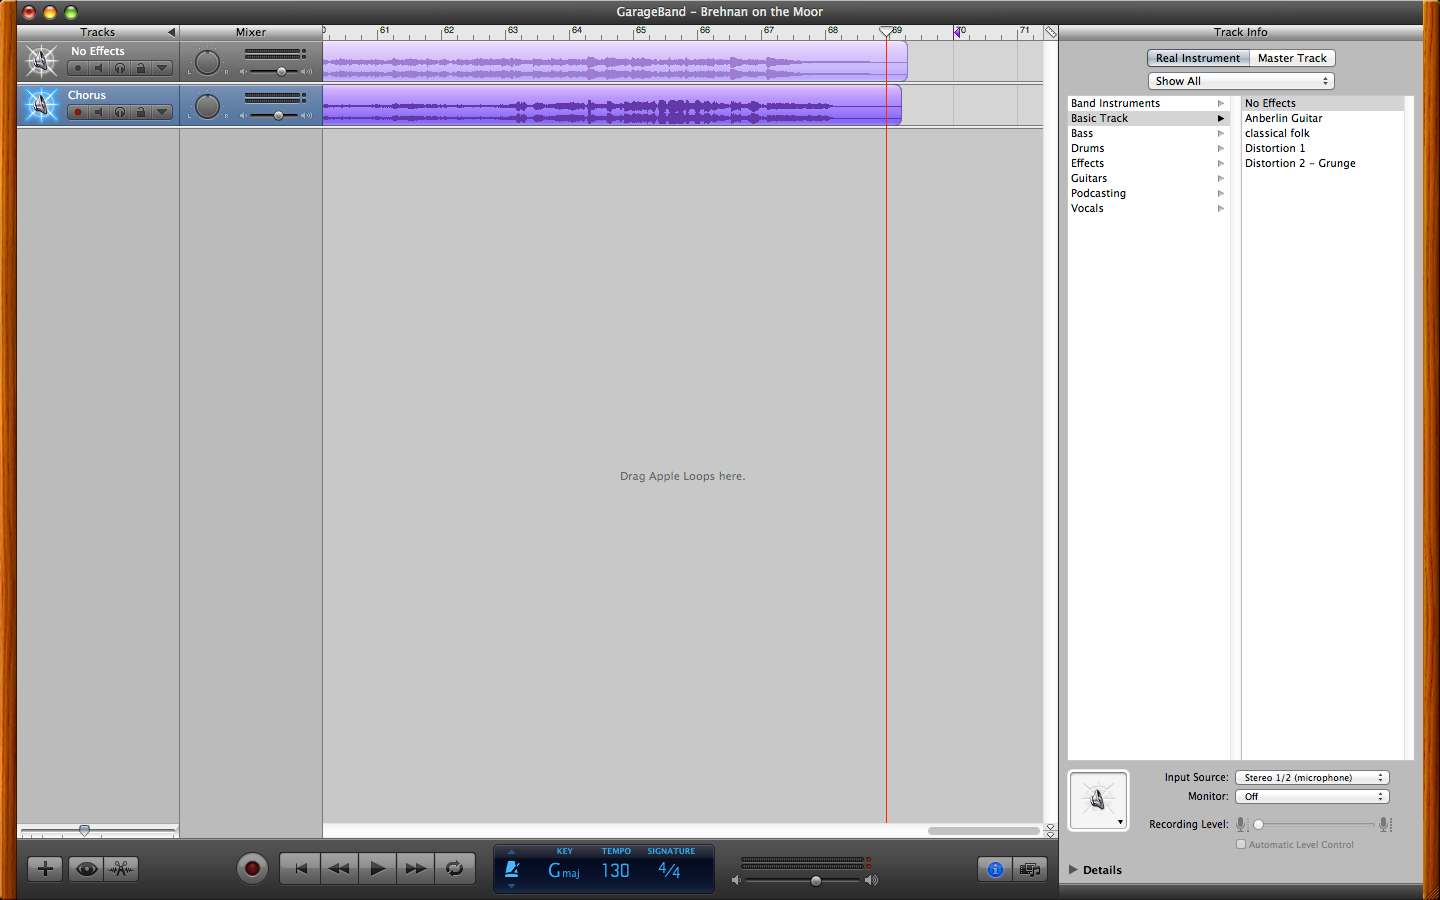 GarageBand – Brehnan on the Moor
Tracks
Mixer
61 62 63 64 65 66 67 68 69 70 71
Track Info
No Effects
L R
Chorus
L R
Real Instrument
Master Track
Show All
Band Instruments
Basic Track
Bass
Drums
Effects
Guitars
Podcasting
Vocals
No Effects
Anberlin Guitar
classical folk
Distortion 1
Distortion 2 – Grunge
Drag Apple Loops here.
Input Source: Stereo 1/2 (microphone)
Monitor: Off
Recording Level:
Automatic Level Control
Details
KEY TEMPO SIGNATURE
G maj 130 4/4